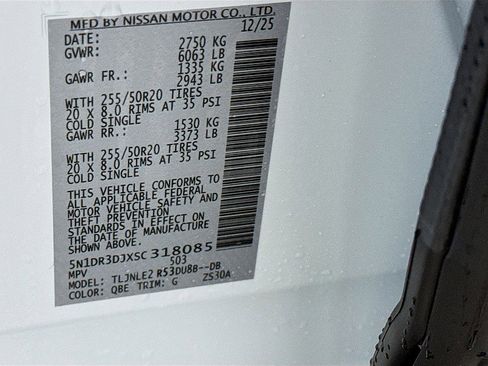 MFD BY NISSAN MOTOR CO., LTD.
DATE: 12/25
GVWR: 2750 KG
6063 LB
GAWR FR.: 1335 KG
2943 LB
WITH 255/50R20 TIRES
20 X 8.0 RIMS AT 35 PSI
COLD SINGLE
GAWR RR.: 1530 KG
3373 LB
WITH 255/50R20 TIRES
20 X 8.0 RIMS AT 35 PSI
COLD SINGLE
THIS VEHICLE CONFORMS TO
ALL APPLICABLE FEDERAL
MOTOR VEHICLE SAFETY AND
STANDARDS IN EFFECT ON
THE DATE OF MANUFACTURE
SHOWN ABOVE.
5N1DR3DJXSC318085
MPV 503
MODEL: TLJNLE2 R53DUB8--DB
COLOR: QBE TRIM: G ZS30A